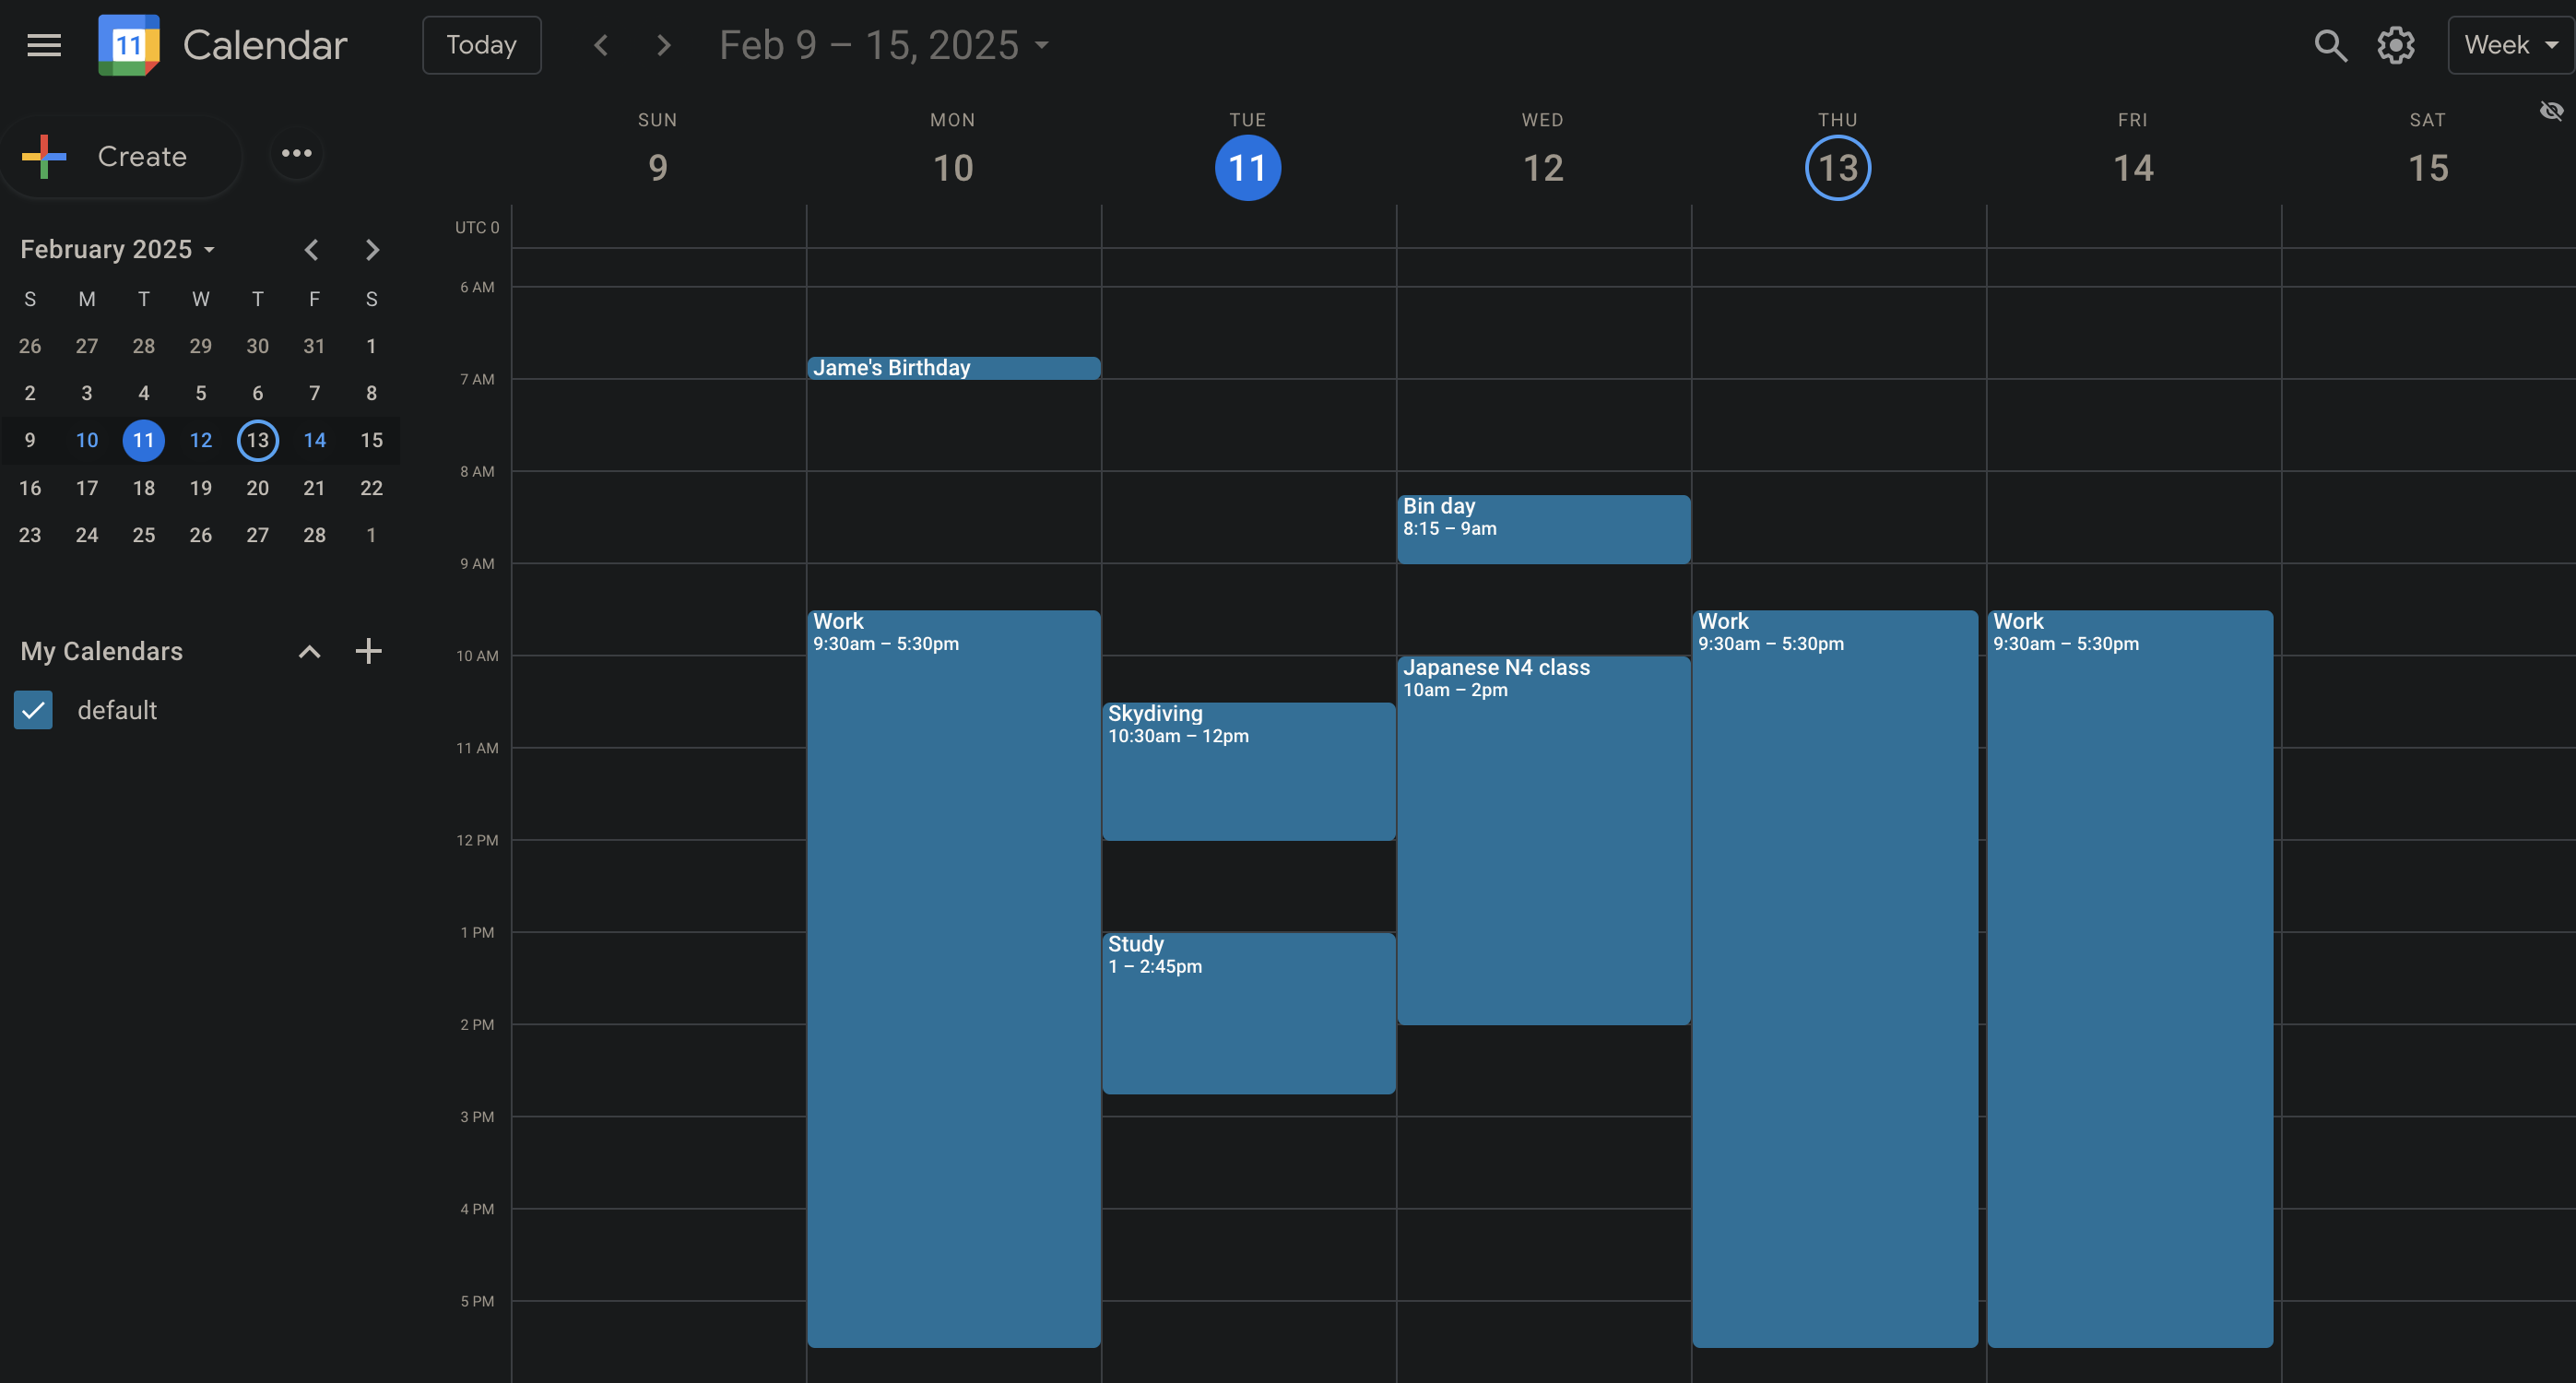 11 Calendar Today Feb 9 – 15, 2025 Week
Create
February 2025
S M T W T F S
26 27 28 29 30 31 1
2 3 4 5 6 7 8
9 10 11 12 13 14 15
16 17 18 19 20 21 22
23 24 25 26 27 28 1
My Calendars
default
SUN MON TUE WED THU FRI SAT
9 10 11 12 13 14 15
UTC 0
6 AM
7 AM
8 AM
9 AM
10 AM
11 AM
12 PM
1 PM
2 PM
3 PM
4 PM
5 PM
Jame's Birthday
Work
9:30am – 5:30pm
Skydiving
10:30am – 12pm
Study
1 – 2:45pm
Bin day
8:15 – 9am
Japanese N4 class
10am – 2pm
Work
9:30am – 5:30pm
Work
9:30am – 5:30pm